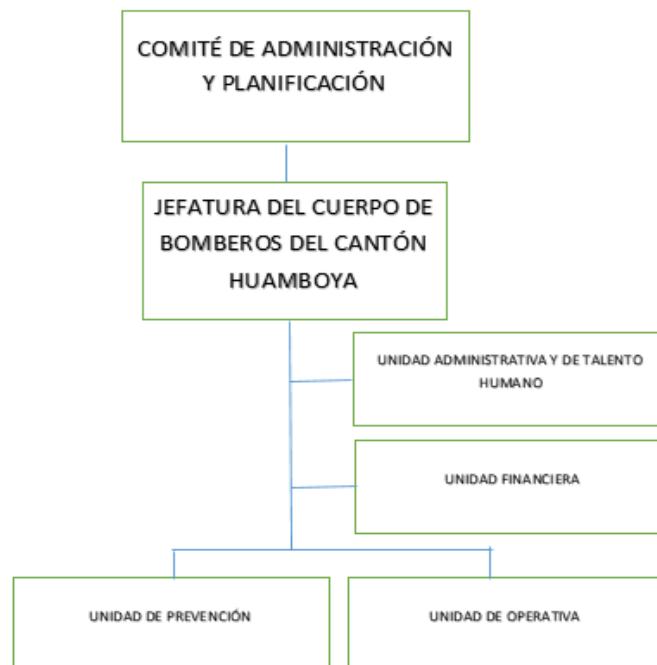 COMITÉ DE ADMINISTRACIÓN
Y PLANIFICACIÓN
JEFATURA DEL CUERPO DE
BOMBEROS DEL CANTÓN
HUAMBOYA
UNIDAD ADMINISTRATIVA Y DE TALENTO
HUMANO
UNIDAD FINANCIERA
UNIDAD DE PREVENCIÓN
UNIDAD DE OPERATIVA